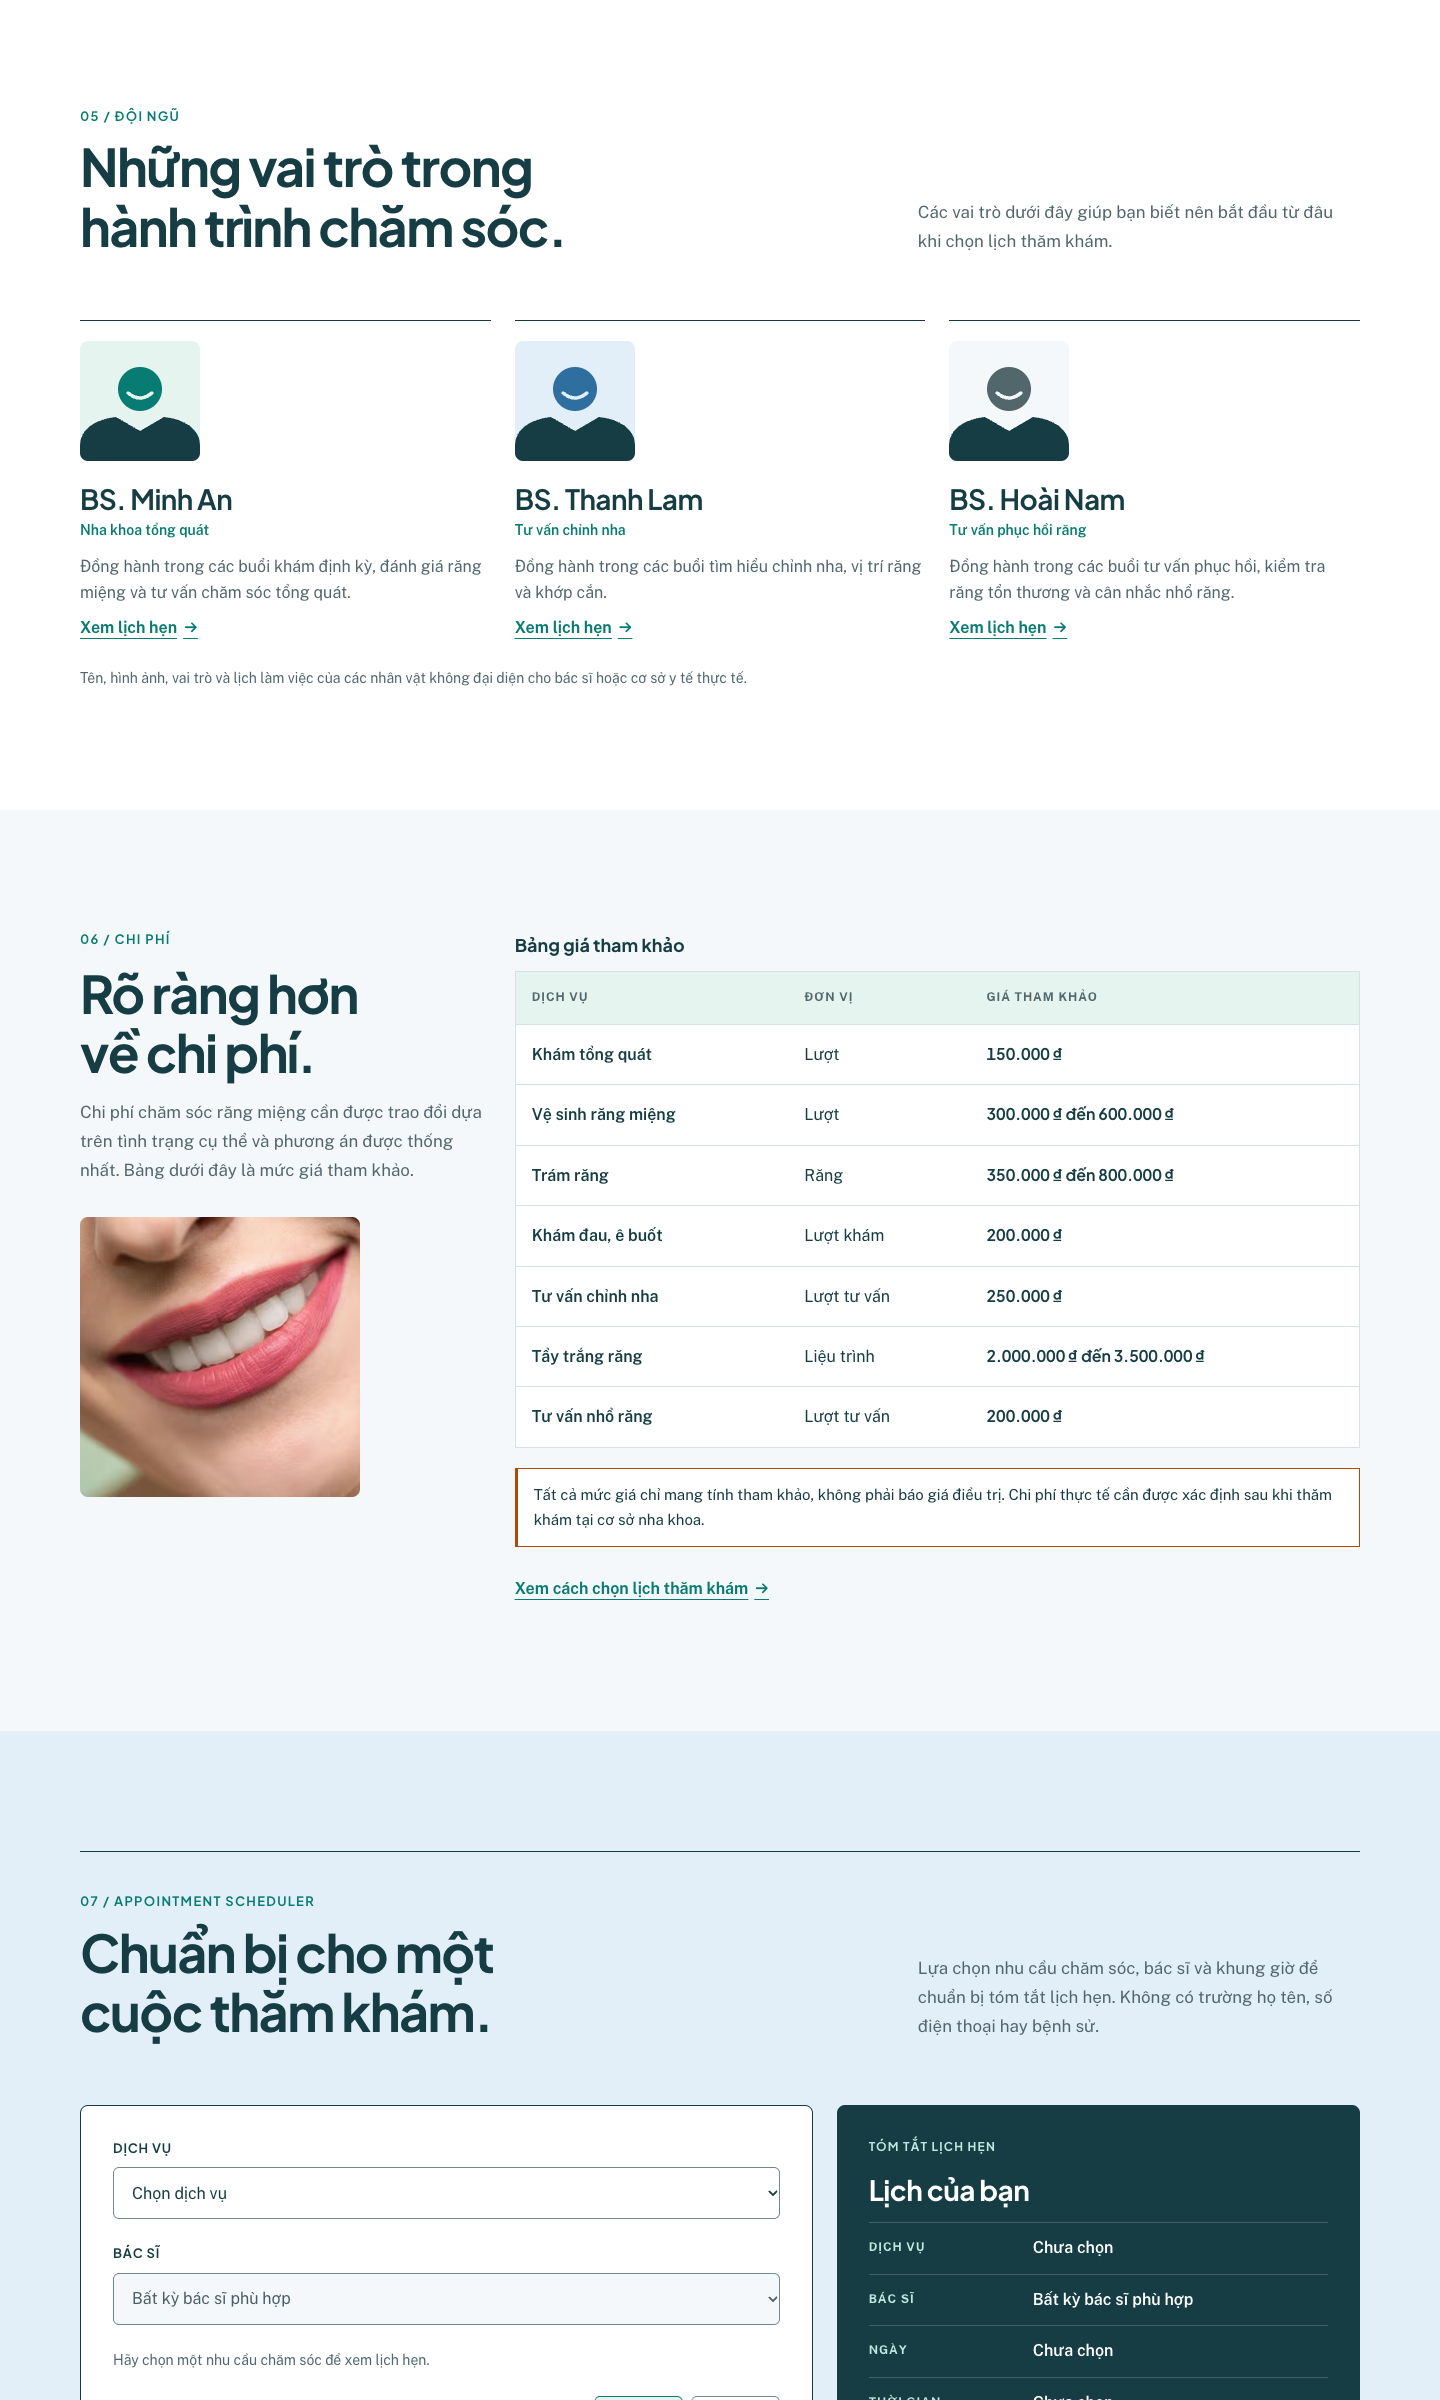 05 / ĐỘI NGŨ
Những vai trò trong
hành trình chăm sóc.
Các vai trò dưới đây giúp bạn biết nên bắt đầu từ đâu
khi chọn lịch thăm khám.
BS. Minh An
Nha khoa tổng quát
Đồng hành trong các buổi khám định kỳ, đánh giá răng
miệng và tư vấn chăm sóc tổng quát.
Xem lịch hẹn →
BS. Thanh Lam
Tư vấn chỉnh nha
Đồng hành trong các buổi tìm hiểu chỉnh nha, vị trí răng
và khớp cắn.
Xem lịch hẹn →
BS. Hoài Nam
Tư vấn phục hồi răng
Đồng hành trong các buổi tư vấn phục hồi, kiểm tra
răng tổn thương và cân nhắc nhổ răng.
Xem lịch hẹn →
Tên, hình ảnh, vai trò và lịch làm việc của các nhân vật không đại diện cho bác sĩ hoặc cơ sở y tế thực tế.
06 / CHI PHÍ
Rõ ràng hơn
về chi phí.
Chi phí chăm sóc răng miệng cần được trao đổi dựa
trên tình trạng cụ thể và phương án được thống
nhất. Bảng dưới đây là mức giá tham khảo.
Bảng giá tham khảo
DỊCH VỤ ĐƠN VỊ GIÁ THAM KHẢO
Khám tổng quát Lượt 150.000 ₫
Vệ sinh răng miệng Lượt 300.000 ₫ đến 600.000 ₫
Trám răng Răng 350.000 ₫ đến 800.000 ₫
Khám đau, ê buốt Lượt khám 200.000 ₫
Tư vấn chỉnh nha Lượt tư vấn 250.000 ₫
Tẩy trắng răng Liệu trình 2.000.000 ₫ đến 3.500.000 ₫
Tư vấn nhổ răng Lượt tư vấn 200.000 ₫
Tất cả mức giá chỉ mang tính tham khảo, không phải báo giá điều trị. Chi phí thực tế cần được xác định sau khi thăm
khám tại cơ sở nha khoa.
Xem cách chọn lịch thăm khám →
07 / APPOINTMENT SCHEDULER
Chuẩn bị cho một
cuộc thăm khám.
Lựa chọn nhu cầu chăm sóc, bác sĩ và khung giờ để
chuẩn bị tóm tắt lịch hẹn. Không có trường họ tên, số
điện thoại hay bệnh sử.
DỊCH VỤ
Chọn dịch vụ
BÁC SĨ
Bất kỳ bác sĩ phù hợp
Hãy chọn một nhu cầu chăm sóc để xem lịch hẹn.
TÓM TẮT LỊCH HẸN
Lịch của bạn
DỊCH VỤ Chưa chọn
BÁC SĨ Bất kỳ bác sĩ phù hợp
NGÀY Chưa chọn
THỜI GIAN Chưa chọn